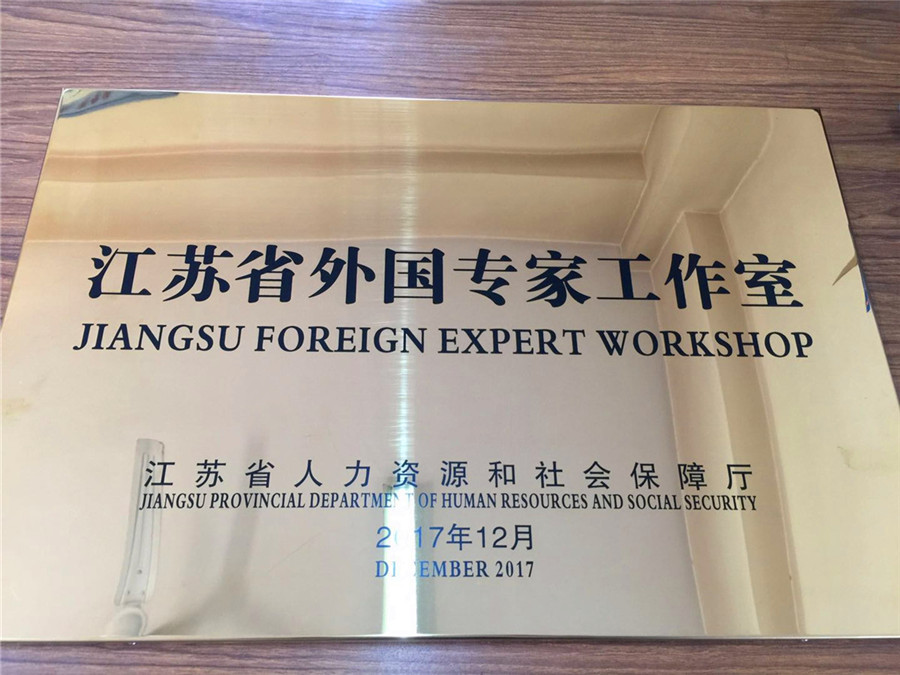 江苏省外国专家工作室
JIANGSU FOREIGN EXPERT WORKSHOP
江苏省人力资源和社会保障厅
JIANGSU PROVINCIAL DEPARTMENT OF HUMAN RESOURCES AND SOCIAL SECURITY
2017年12月
DECEMBER 2017